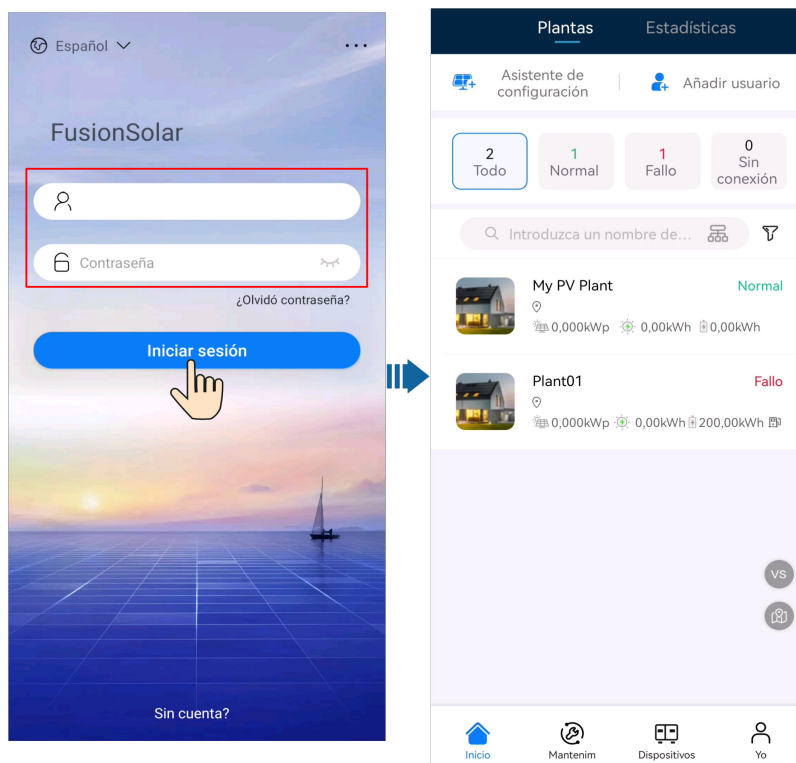 Español
FusionSolar
Contraseña
¿Olvidó contraseña?
Iniciar sesión
Sin cuenta?
Plantas
Estadísticas
Asistente de
configuración
Añadir usuario
2
Todo
1
Normal
1
Fallo
0
Sin
conexión
Introduzca un nombre de...
My PV Plant
Normal
0,000kWp 0,00kWh 0,00kWh
Plant01
Fallo
0,000kWp 0,00kWh 200,00kWh
VS
Inicio
Mantenim
Dispositivos
Yo